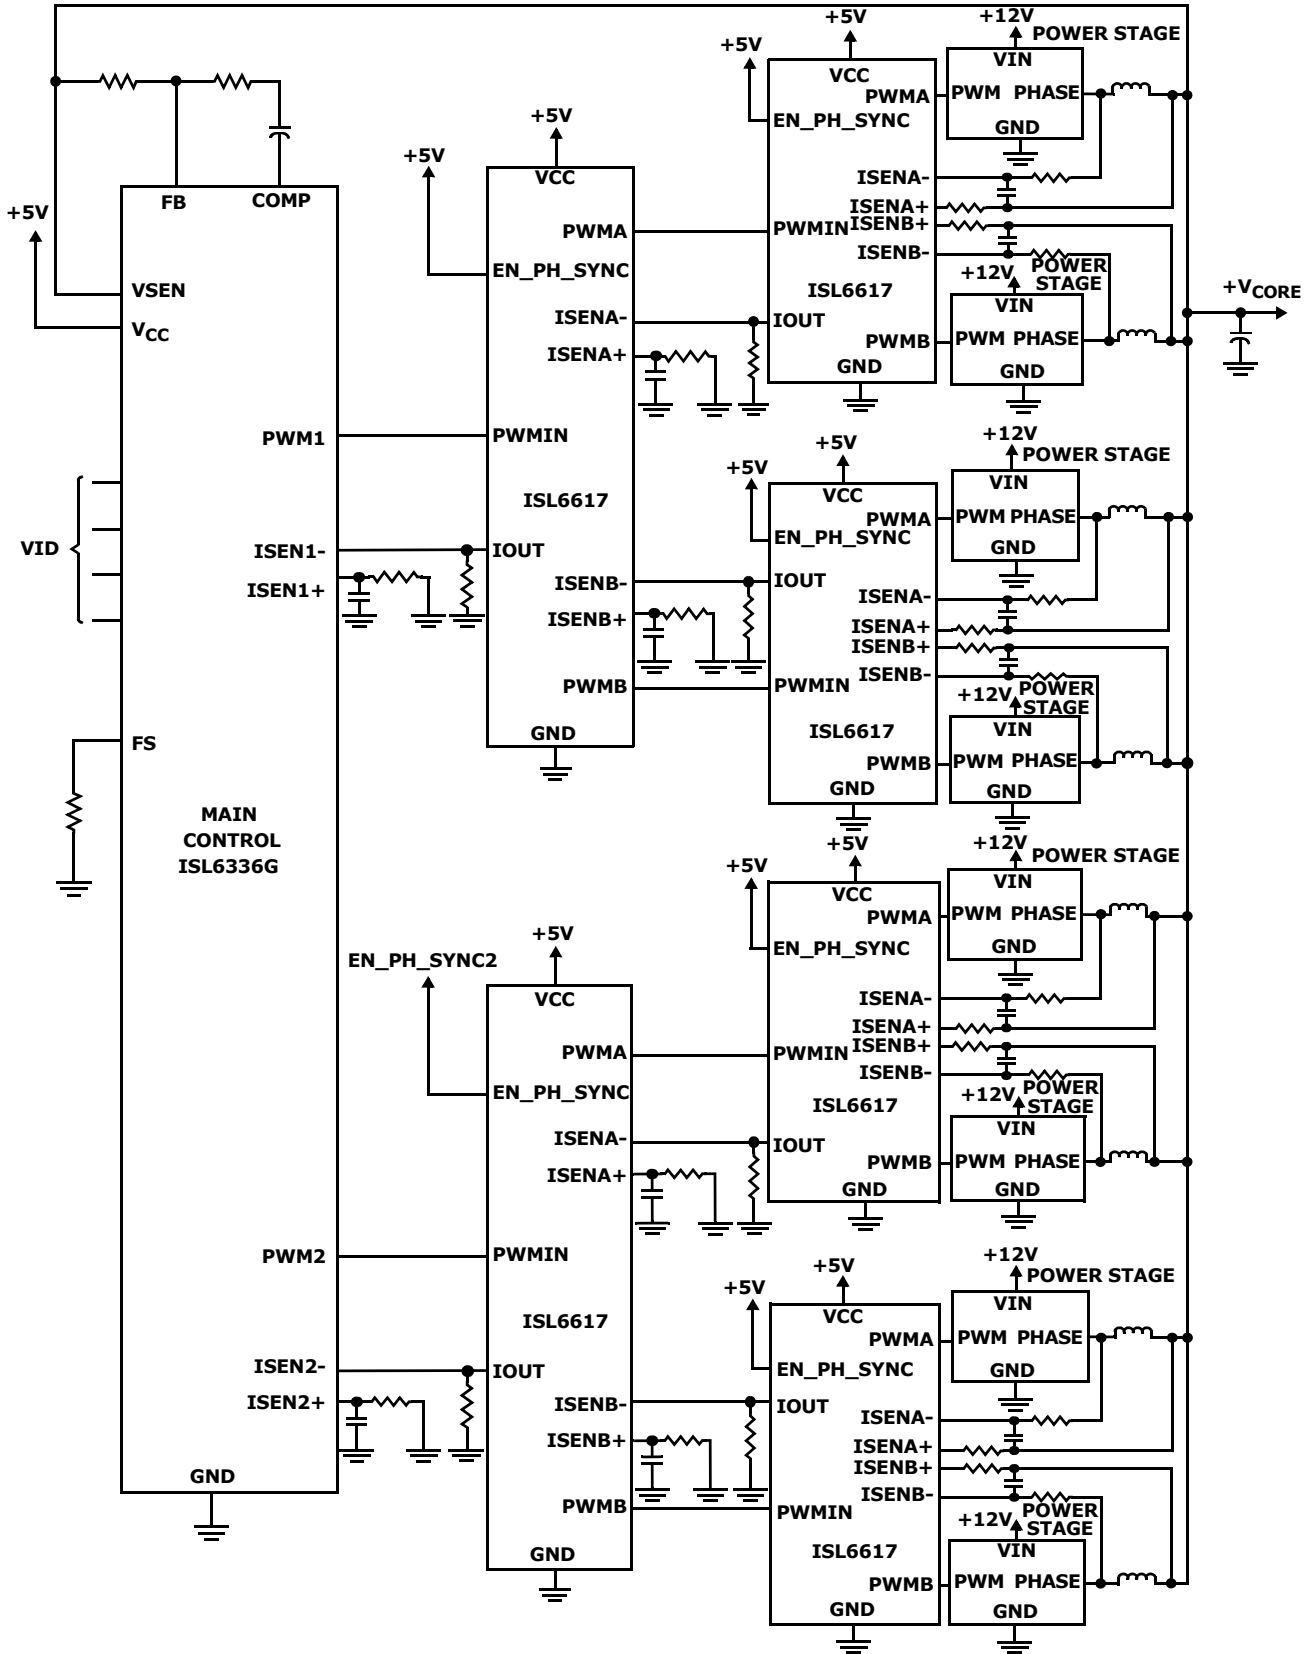 +5V
+12V
POWER STAGE
+5V
VCC
VIN
PWMA
PWM PHASE
EN_PH_SYNC
GND
+5V
+5V
VCC
ISENA-
ISENA+
FB
COMP
+5V
PWMA
PWMIN
ISENB+
ISENB-
EN_PH_SYNC
+12V
POWER
STAGE
VSEN
ISL6617
VIN
+VCORE
VCC
ISENA-
IOUT
PWMB
PWM PHASE
ISENA+
GND
GND
PWM1
PWMIN
+5V
+12V
POWER STAGE
+5V
VCC
VIN
ISL6617
PWMA
PWM PHASE
EN_PH_SYNC
GND
VID
ISEN1-
IOUT
ISEN1+
ISENB-
IOUT
ISENA-
ISENB+
ISENA+
ISENB+
ISENB-
PWMB
PWMIN
+12V
POWER
STAGE
FS
GND
ISL6617
VIN
PWMB
PWM PHASE
GND
GND
MAIN
CONTROL
ISL6336G
+5V
+12V
POWER STAGE
+5V
VCC
VIN
PWMA
PWM PHASE
+5V
EN_PH_SYNC
GND
EN_PH_SYNC2
VCC
ISENA-
ISENA+
PWMA
PWMIN
ISENB+
ISENB-
EN_PH_SYNC
+12V
POWER
STAGE
ISL6617
VIN
ISENA-
IOUT
PWMB
PWM PHASE
ISENA+
GND
GND
PWM2
PWMIN
+5V
+12V
POWER STAGE
+5V
VCC
VIN
ISL6617
PWMA
PWM PHASE
ISEN2-
IOUT
EN_PH_SYNC
GND
ISEN2+
ISENB-
IOUT
ISENA-
ISENB+
ISENA+
ISENB+
GND
ISENB-
PWMB
PWMIN
+12V
POWER
STAGE
GND
ISL6617
VIN
PWMB
PWM PHASE
GND
GND